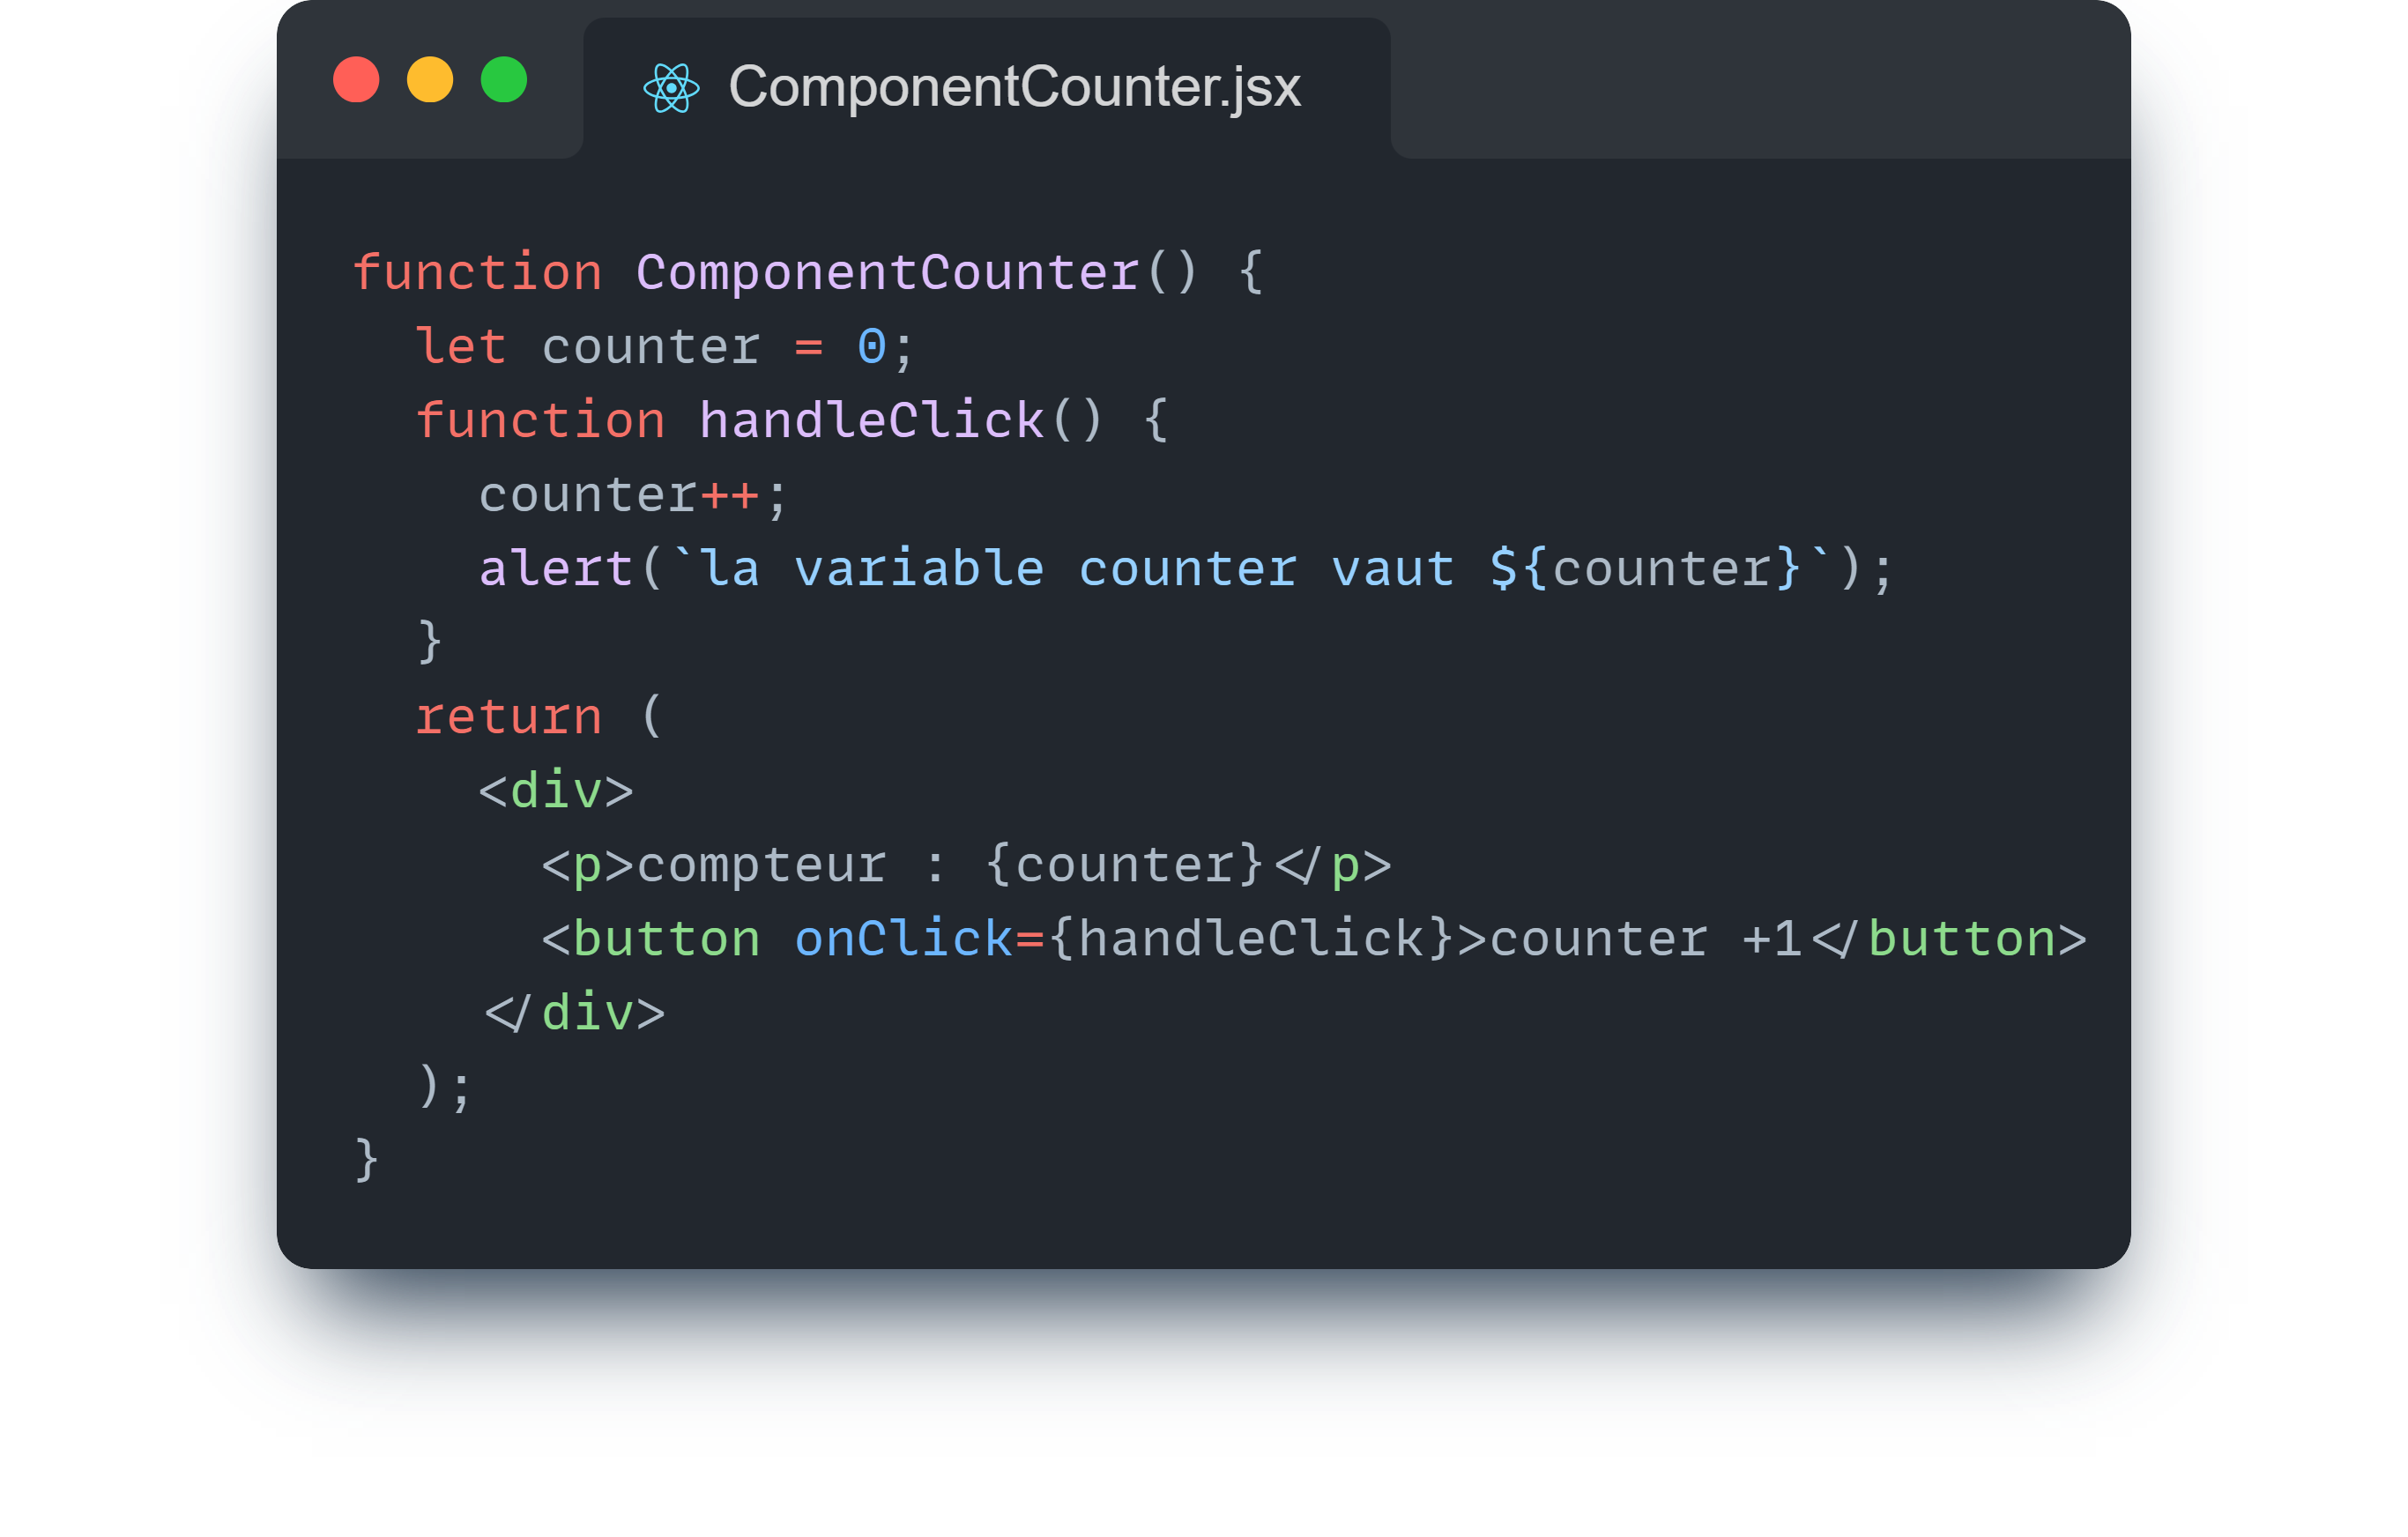 ComponentCounter.jsx
function ComponentCounter() {
  let counter = 0;
  function handleClick() {
    counter++;
    alert(`la variable counter vaut ${counter}`);
  }
  return (
    <div>
      <p>compteur : {counter}</p>
      <button onClick={handleClick}>counter +1</button>
    </div>
  );
}